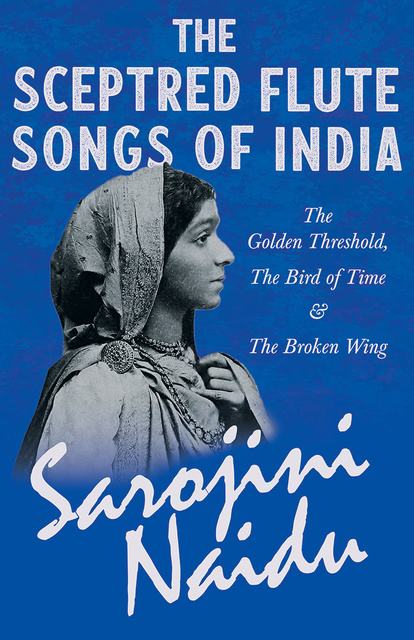 THE
SCEPTRED FLUTE
SONGS OF INDIA
The
Golden Threshold,
The Bird of Time
&
The Broken Wing
Sarojini
Naidu